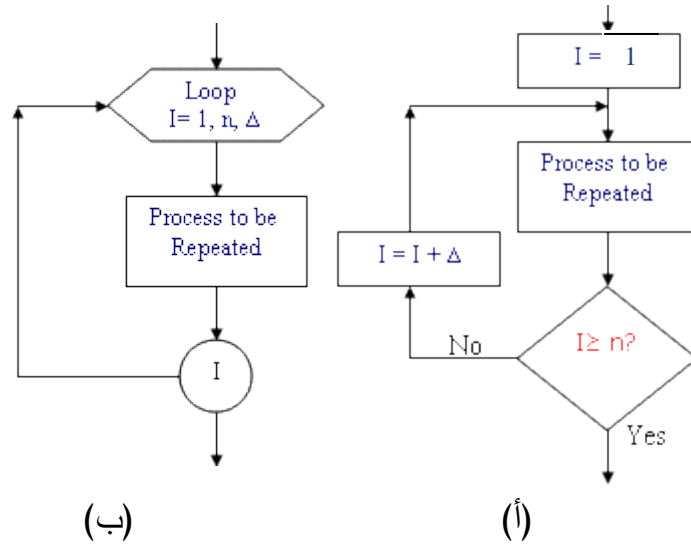 Loop
I= 1, n, Δ
Process to be
Repeated
I
(ب)
I = 1
Process to be
Repeated
I = I + Δ
I≥ n?
No
Yes
(أ)